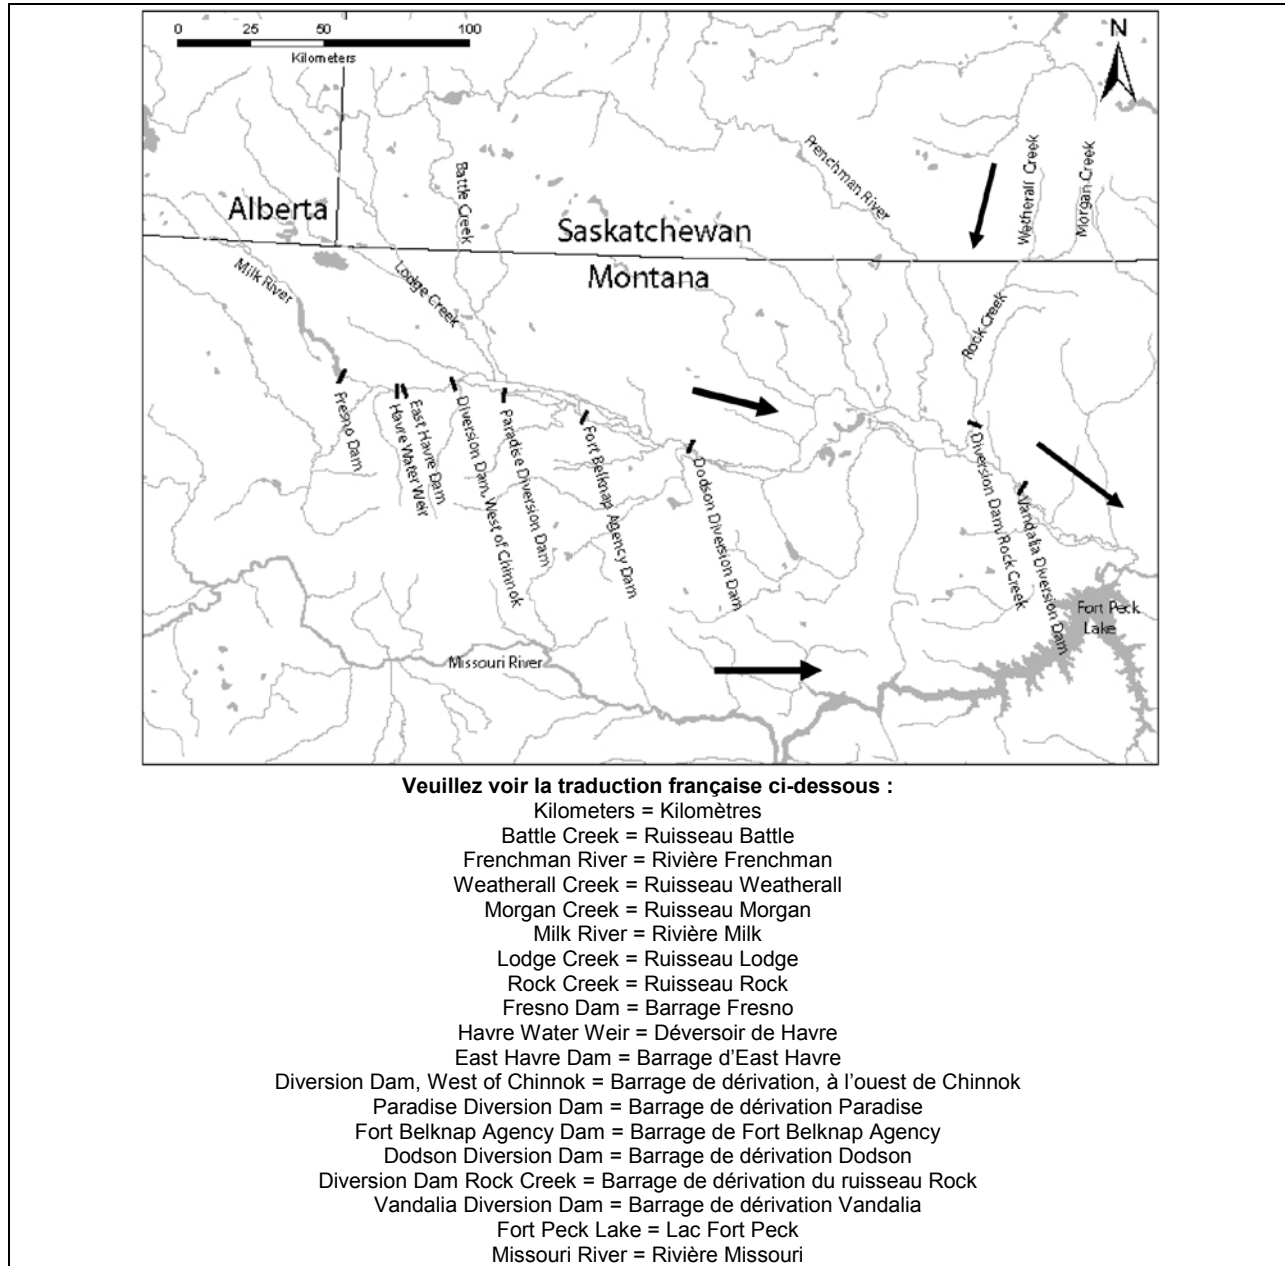 0 25 50 100
Kilometers
N
Alberta
Saskatchewan
Montana
Battle Creek
Frenchman River
Wetherall Creek
Morgan Creek
Milk River
Lodge Creek
Rock Creek
Fresno Dam
Havre Water Weir
East Havre Dam
Diversion Dam, West of Chinnok
Paradise Diversion Dam
Fort Belknap Agency Dam
Dodson Diversion Dam
Diversion Dam, Rock Creek
Vandalia Diversion Dam
Fort Peck
Lake
Missouri River
Veuillez voir la traduction française ci-dessous :
Kilometers = Kilomètres
Battle Creek = Ruisseau Battle
Frenchman River = Rivière Frenchman
Weatherall Creek = Ruisseau Weatherall
Morgan Creek = Ruisseau Morgan
Milk River = Rivière Milk
Lodge Creek = Ruisseau Lodge
Rock Creek = Ruisseau Rock
Fresno Dam = Barrage Fresno
Havre Water Weir = Déversoir de Havre
East Havre Dam = Barrage d’East Havre
Diversion Dam, West of Chinnok = Barrage de dérivation, à l’ouest de Chinnok
Paradise Diversion Dam = Barrage de dérivation Paradise
Fort Belknap Agency Dam = Barrage de Fort Belknap Agency
Dodson Diversion Dam = Barrage de dérivation Dodson
Diversion Dam Rock Creek = Barrage de dérivation du ruisseau Rock
Vandalia Diversion Dam = Barrage de dérivation Vandalia
Fort Peck Lake = Lac Fort Peck
Missouri River = Rivière Missouri